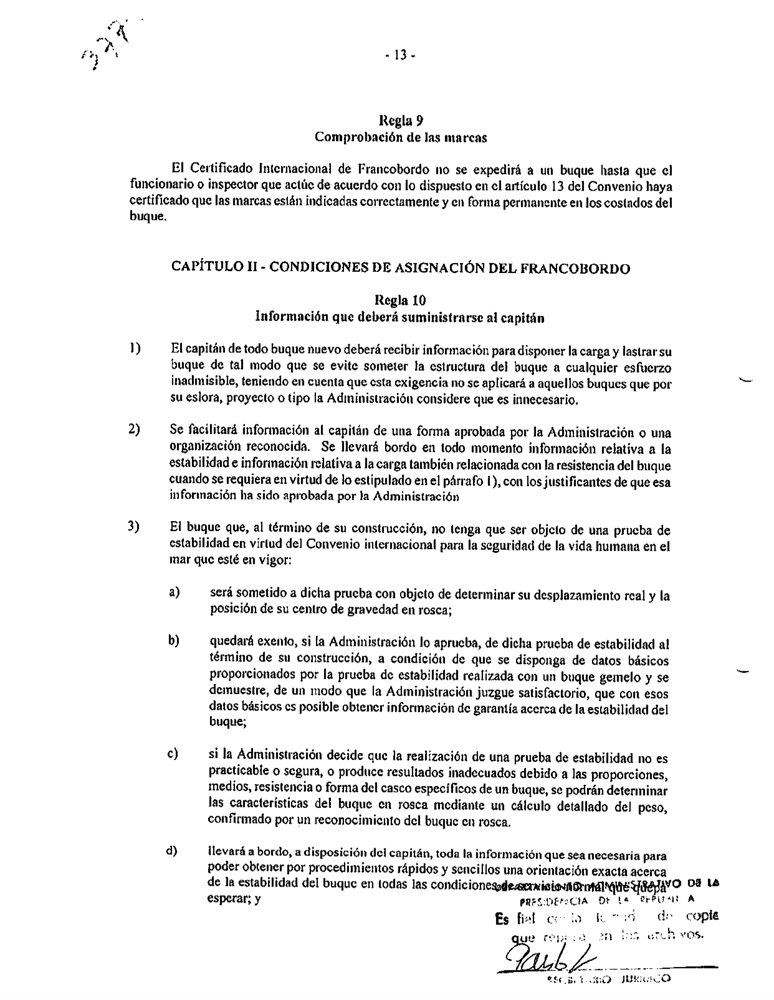 - 13 -
Regla 9
Comprobación de las marcas
El Certificado Internacional de Francobordo no se expedirá a un buque hasta que el
funcionario o inspector que actúe de acuerdo con lo dispuesto en el artículo 13 del Convenio haya
certificado que las marcas están indicadas correctamente y en forma permanente en los costados del
buque.
CAPÍTULO II - CONDICIONES DE ASIGNACIÓN DEL FRANCOBORDO
Regla 10
Información que deberá suministrarse al capitán
1) El capitán de todo buque nuevo deberá recibir información para disponer la carga y lastrar su
buque de tal modo que se evite someter la estructura del buque a cualquier esfuerzo
inadmisible, teniendo en cuenta que esta exigencia no se aplicará a aquellos buques que por
su eslora, proyecto o tipo la Administración considere que es innecesario.
2) Se facilitará información al capitán de una forma aprobada por la Administración o una
organización reconocida. Se llevará bordo en todo momento información relativa a la
estabilidad e información relativa a la carga también relacionada con la resistencia del buque
cuando se requiera en virtud de lo estipulado en el párrafo 1), con los justificantes de que esa
información ha sido aprobada por la Administración
3) El buque que, al término de su construcción, no tenga que ser objeto de una prueba de
estabilidad en virtud del Convenio internacional para la seguridad de la vida humana en el
mar que esté en vigor:
a) será sometido a dicha prueba con objeto de determinar su desplazamiento real y la
posición de su centro de gravedad en rosca;
b) quedará exento, si la Administración lo aprueba, de dicha prueba de estabilidad al
término de su construcción, a condición de que se disponga de datos básicos
proporcionados por la prueba de estabilidad realizada con un buque gemelo y se
demuestre, de un modo que la Administración juzgue satisfactorio, que con esos
datos básicos es posible obtener información de garantía acerca de la estabilidad del
buque;
c) si la Administración decide que la realización de una prueba de estabilidad no es
practicable o segura, o produce resultados inadecuados debido a las proporciones,
medios, resistencia o forma del casco específicos de un buque, se podrán determinar
las características del buque en rosca mediante un cálculo detallado del peso,
confirmado por un reconocimiento del buque en rosca.
d) llevará a bordo, a disposición del capitán, toda la información que sea necesaria para
poder obtener por procedimientos rápidos y sencillos una orientación exacta acerca
de la estabilidad del buque en todas las condiciones de servicio normal que quepa
esperar; y
DE LA
PRESIDENCIA DE LA REPUBLICA
Es fiel de copia
que en los archivos.
JURIDICO